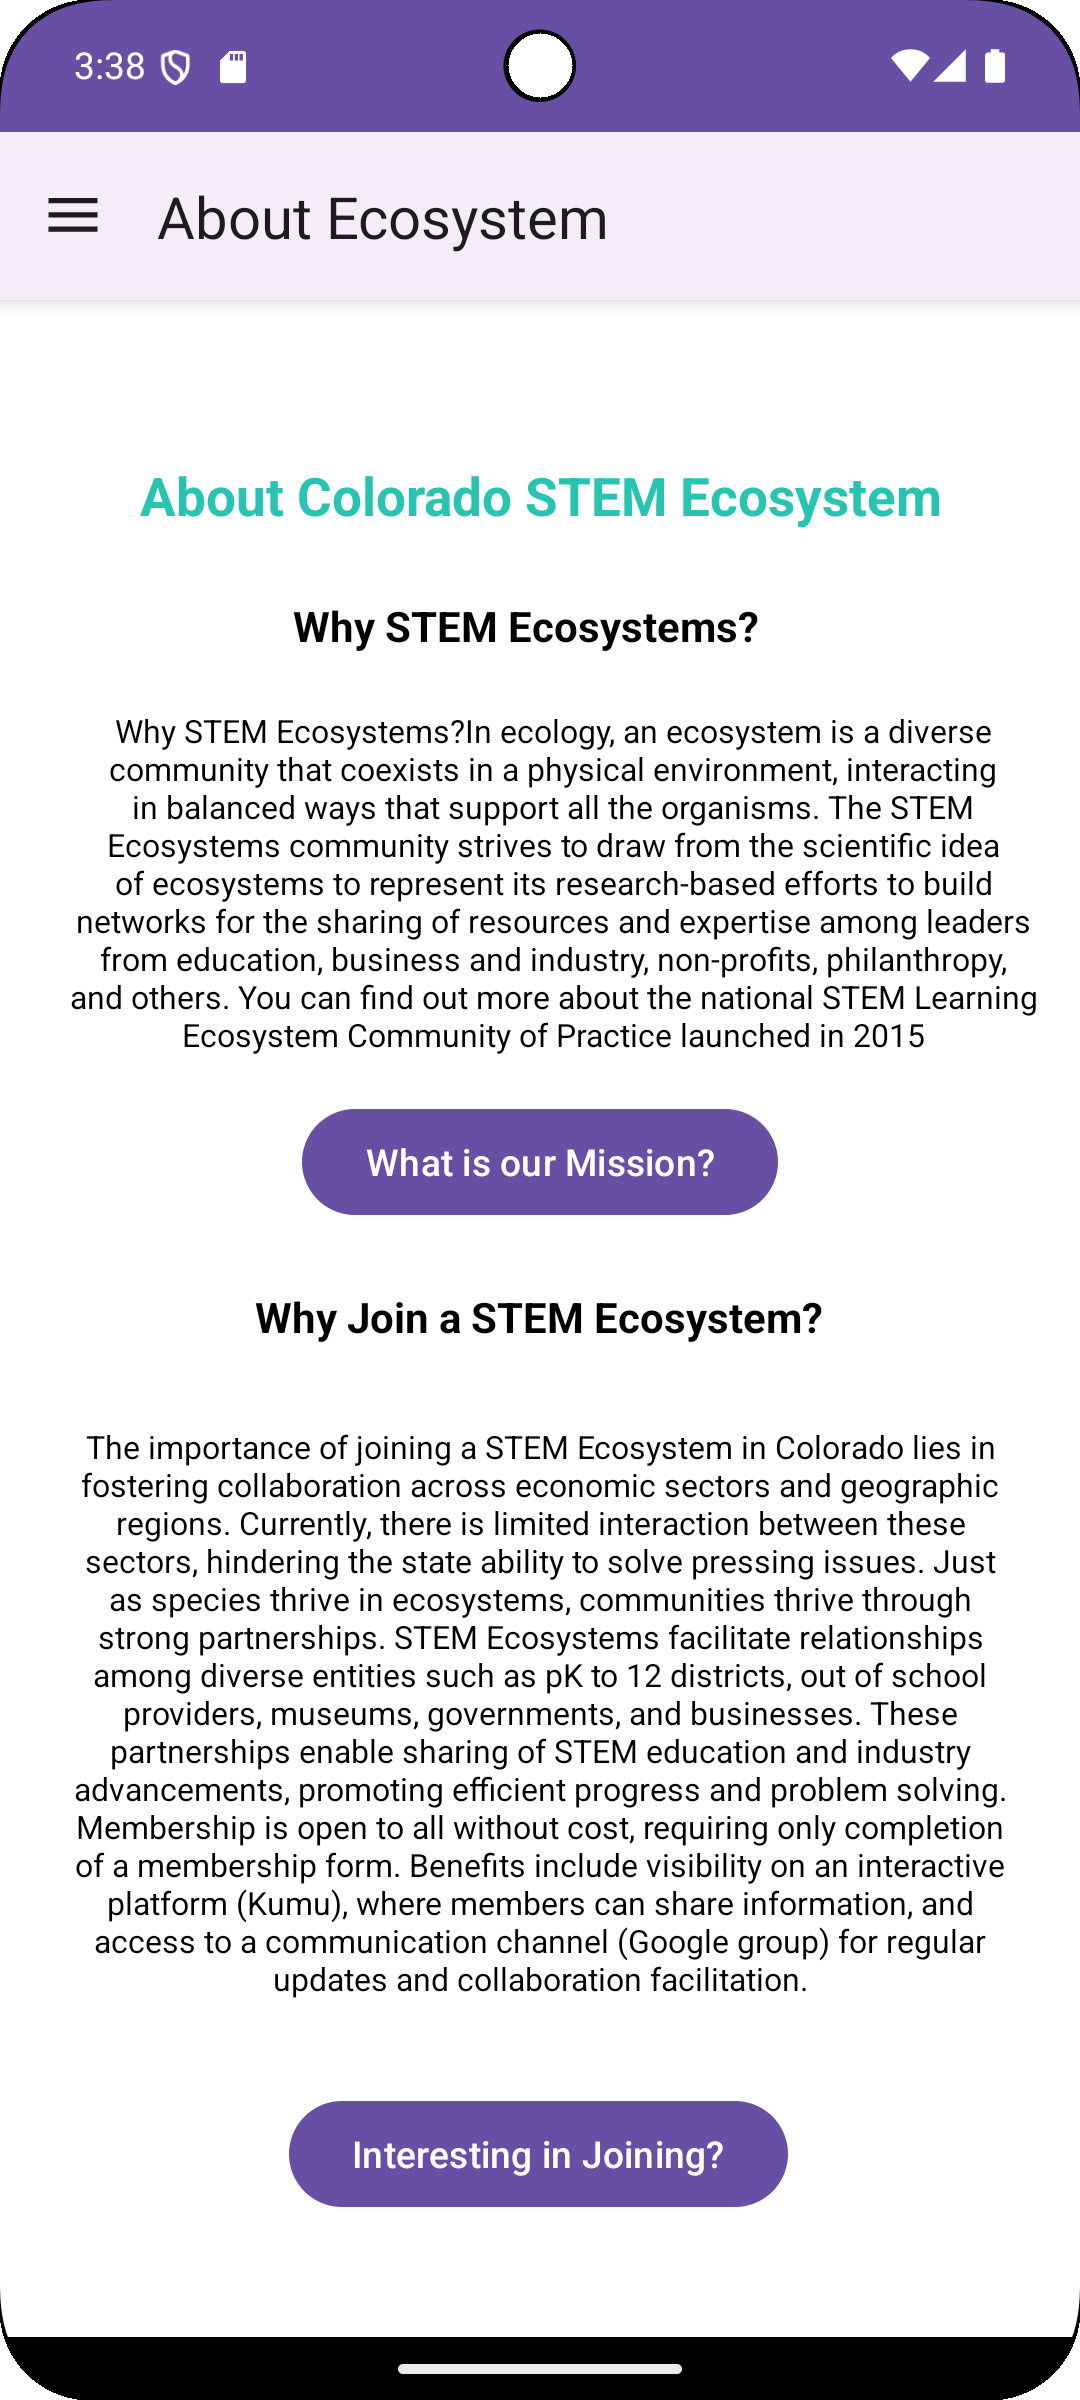 3:38
About Ecosystem
About Colorado STEM Ecosystem
Why STEM Ecosystems?
Why STEM Ecosystems?In ecology, an ecosystem is a diverse
community that coexists in a physical environment, interacting
in balanced ways that support all the organisms. The STEM
Ecosystems community strives to draw from the scientific idea
of ecosystems to represent its research-based efforts to build
networks for the sharing of resources and expertise among leaders
from education, business and industry, non-profits, philanthropy,
and others. You can find out more about the national STEM Learning
Ecosystem Community of Practice launched in 2015
What is our Mission?
Why Join a STEM Ecosystem?
The importance of joining a STEM Ecosystem in Colorado lies in
fostering collaboration across economic sectors and geographic
regions. Currently, there is limited interaction between these
sectors, hindering the state ability to solve pressing issues. Just
as species thrive in ecosystems, communities thrive through
strong partnerships. STEM Ecosystems facilitate relationships
among diverse entities such as pK to 12 districts, out of school
providers, museums, governments, and businesses. These
partnerships enable sharing of STEM education and industry
advancements, promoting efficient progress and problem solving.
Membership is open to all without cost, requiring only completion
of a membership form. Benefits include visibility on an interactive
platform (Kumu), where members can share information, and
access to a communication channel (Google group) for regular
updates and collaboration facilitation.
Interesting in Joining?